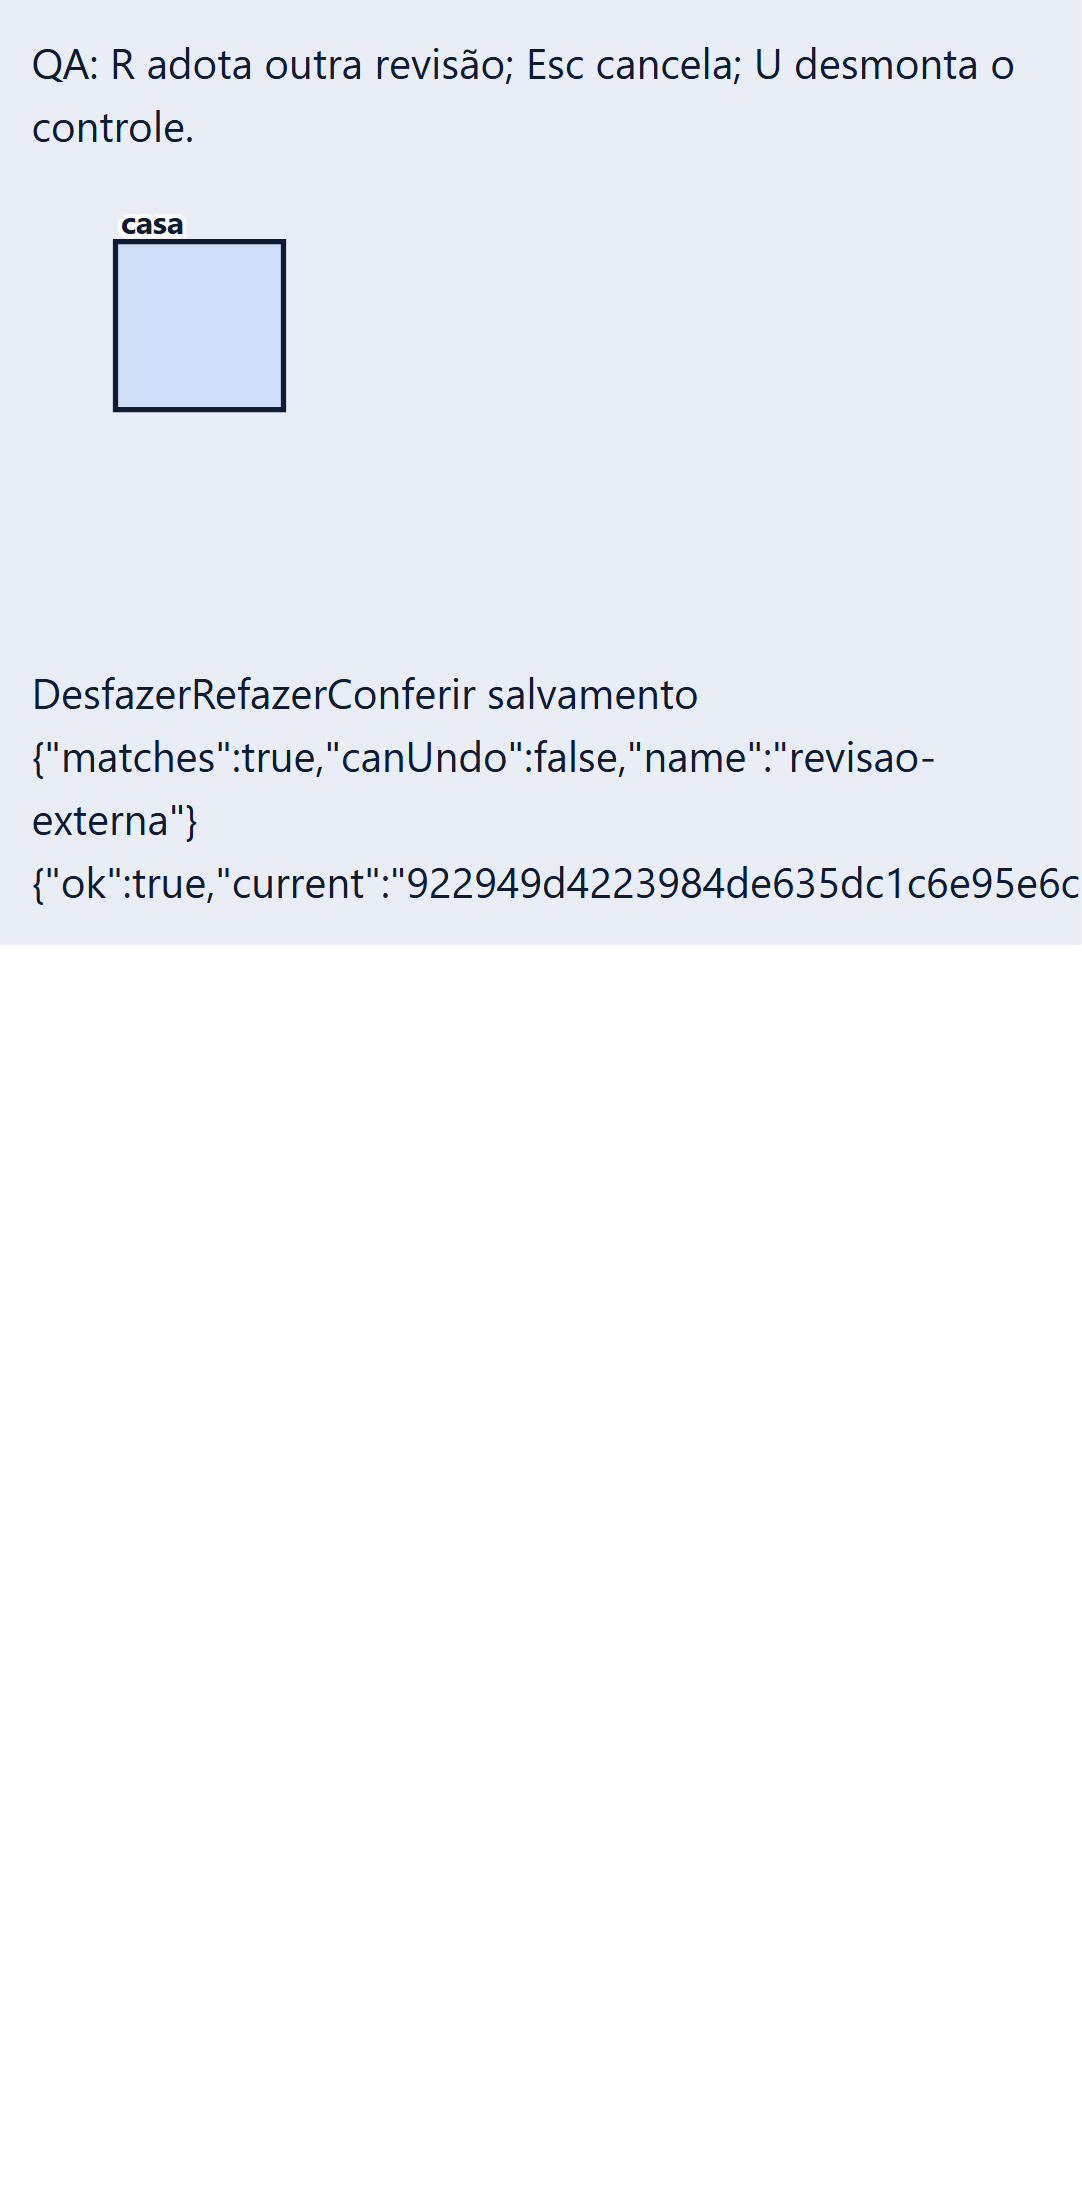 QA: R adota outra revisão; Esc cancela; U desmonta o
controle.
casa
DesfazerRefazerConferir salvamento
{"matches":true,"canUndo":false,"name":"revisao-
externa"}
{"ok":true,"current":"922949d4223984de635dc1c6e95e6c